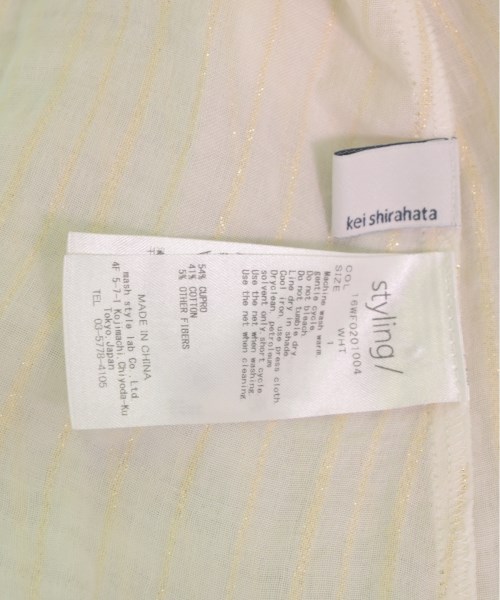 kei shirahata
styling/
16WF0201004
COL WHT
SIZE 1
Machine wash warm,
gentle cycle.
Do not bleach.
Do not tumble dry.
Line dry, in shade.
Cool iron, use press cloth.
Dryclean, petroleum
solvent only, short cycle.
Use the net when washing
Use the net when cleaning
54% CUPRO
41% COTTON
5% OTHER FIBERS
MADE IN CHINA
mash style lab Co.,Ltd.
4F 5-7-1 Kojimachi Chiyoda-Ku
Tokyo, Japan
TEL 03-5778-4105